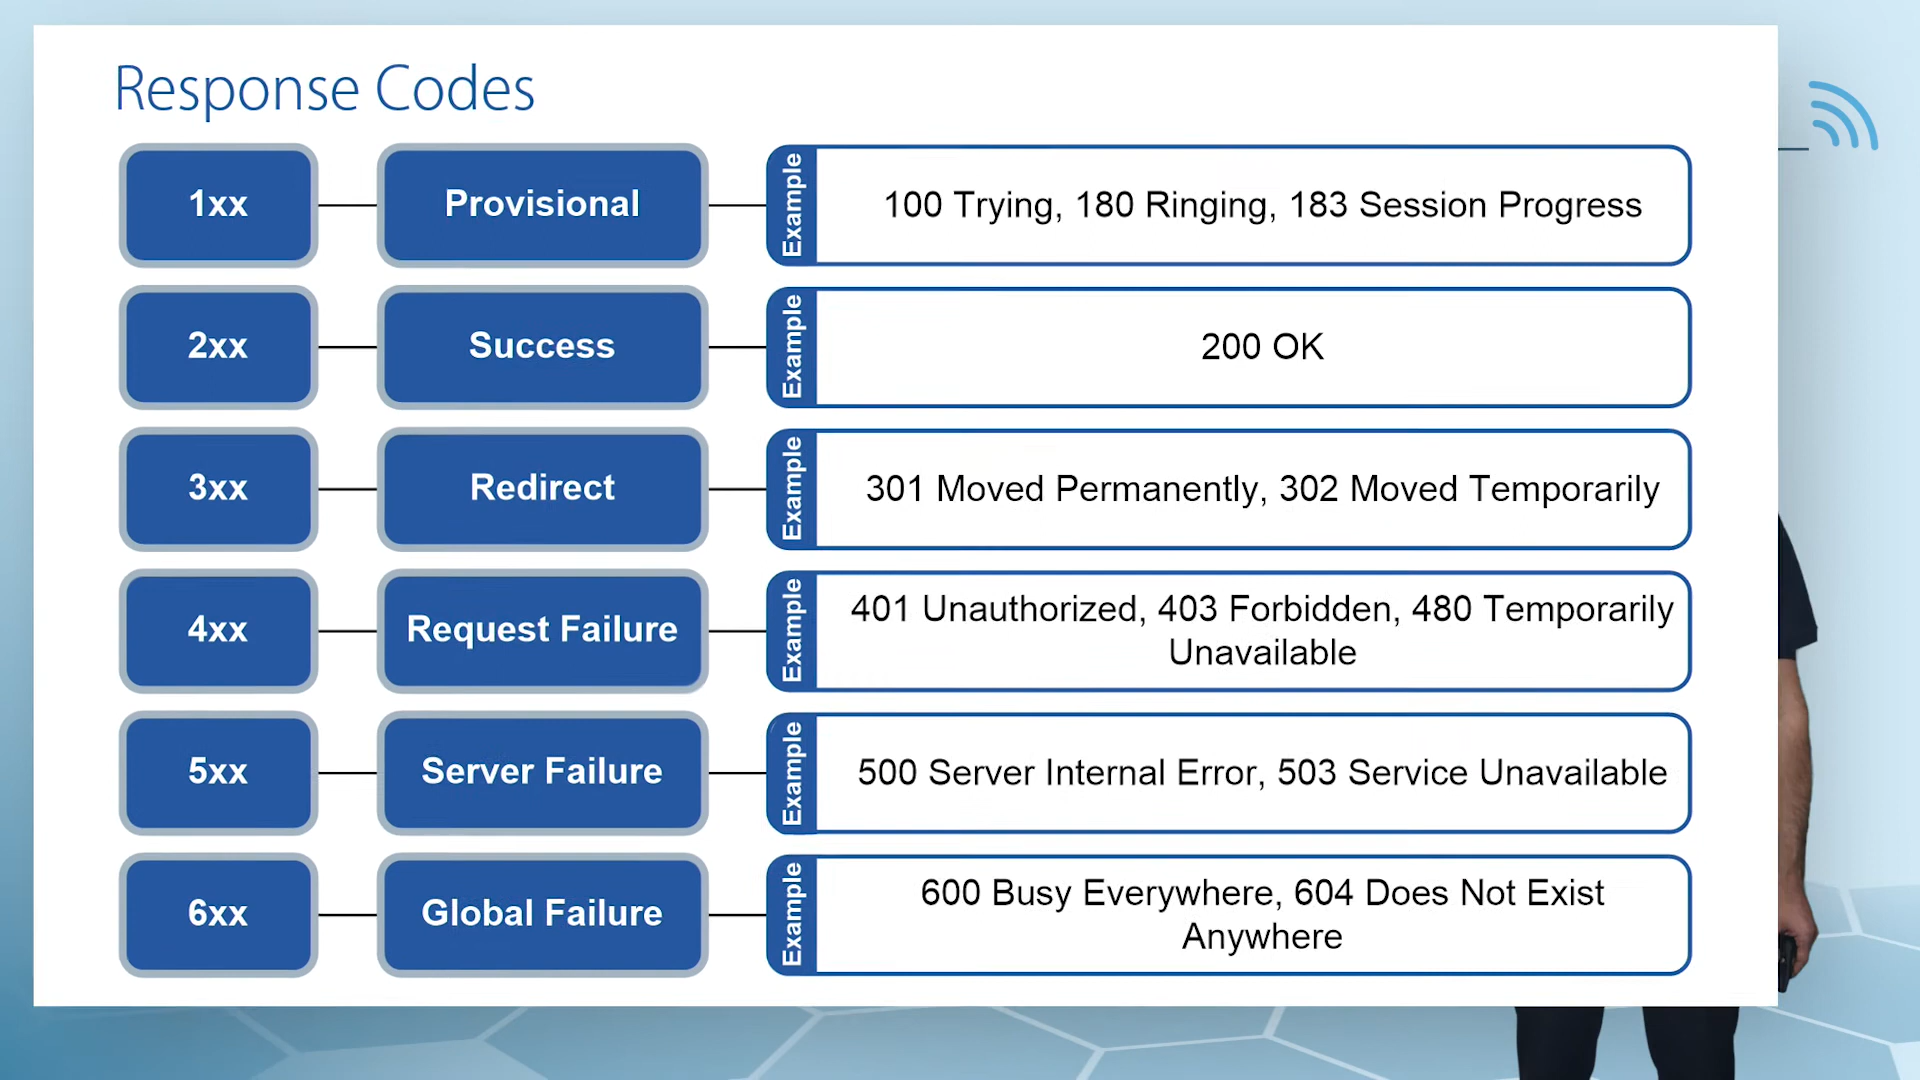 Response Codes
1xx
Provisional
Example
100 Trying, 180 Ringing, 183 Session Progress
2xx
Success
Example
200 OK
3xx
Redirect
Example
301 Moved Permanently, 302 Moved Temporarily
4xx
Request Failure
Example
401 Unauthorized, 403 Forbidden, 480 Temporarily
Unavailable
5xx
Server Failure
Example
500 Server Internal Error, 503 Service Unavailable
6xx
Global Failure
Example
600 Busy Everywhere, 604 Does Not Exist
Anywhere